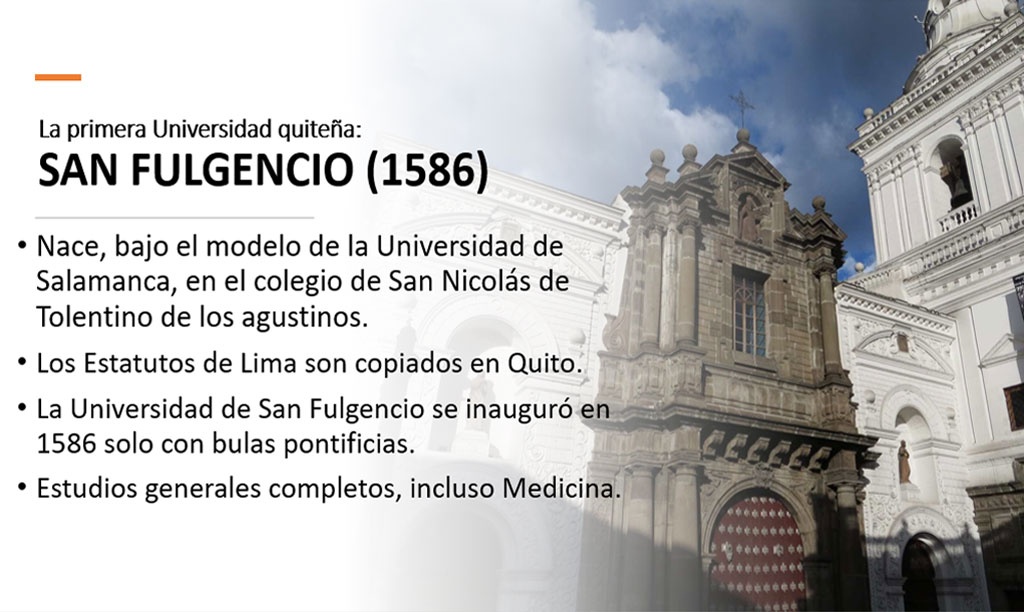 La primera Universidad quiteña:
SAN FULGENCIO (1586)
• Nace, bajo el modelo de la Universidad de
Salamanca, en el colegio de San Nicolás de
Tolentino de los agustinos.
• Los Estatutos de Lima son copiados en Quito.
• La Universidad de San Fulgencio se inauguró en
1586 solo con bulas pontificias.
• Estudios generales completos, incluso Medicina.